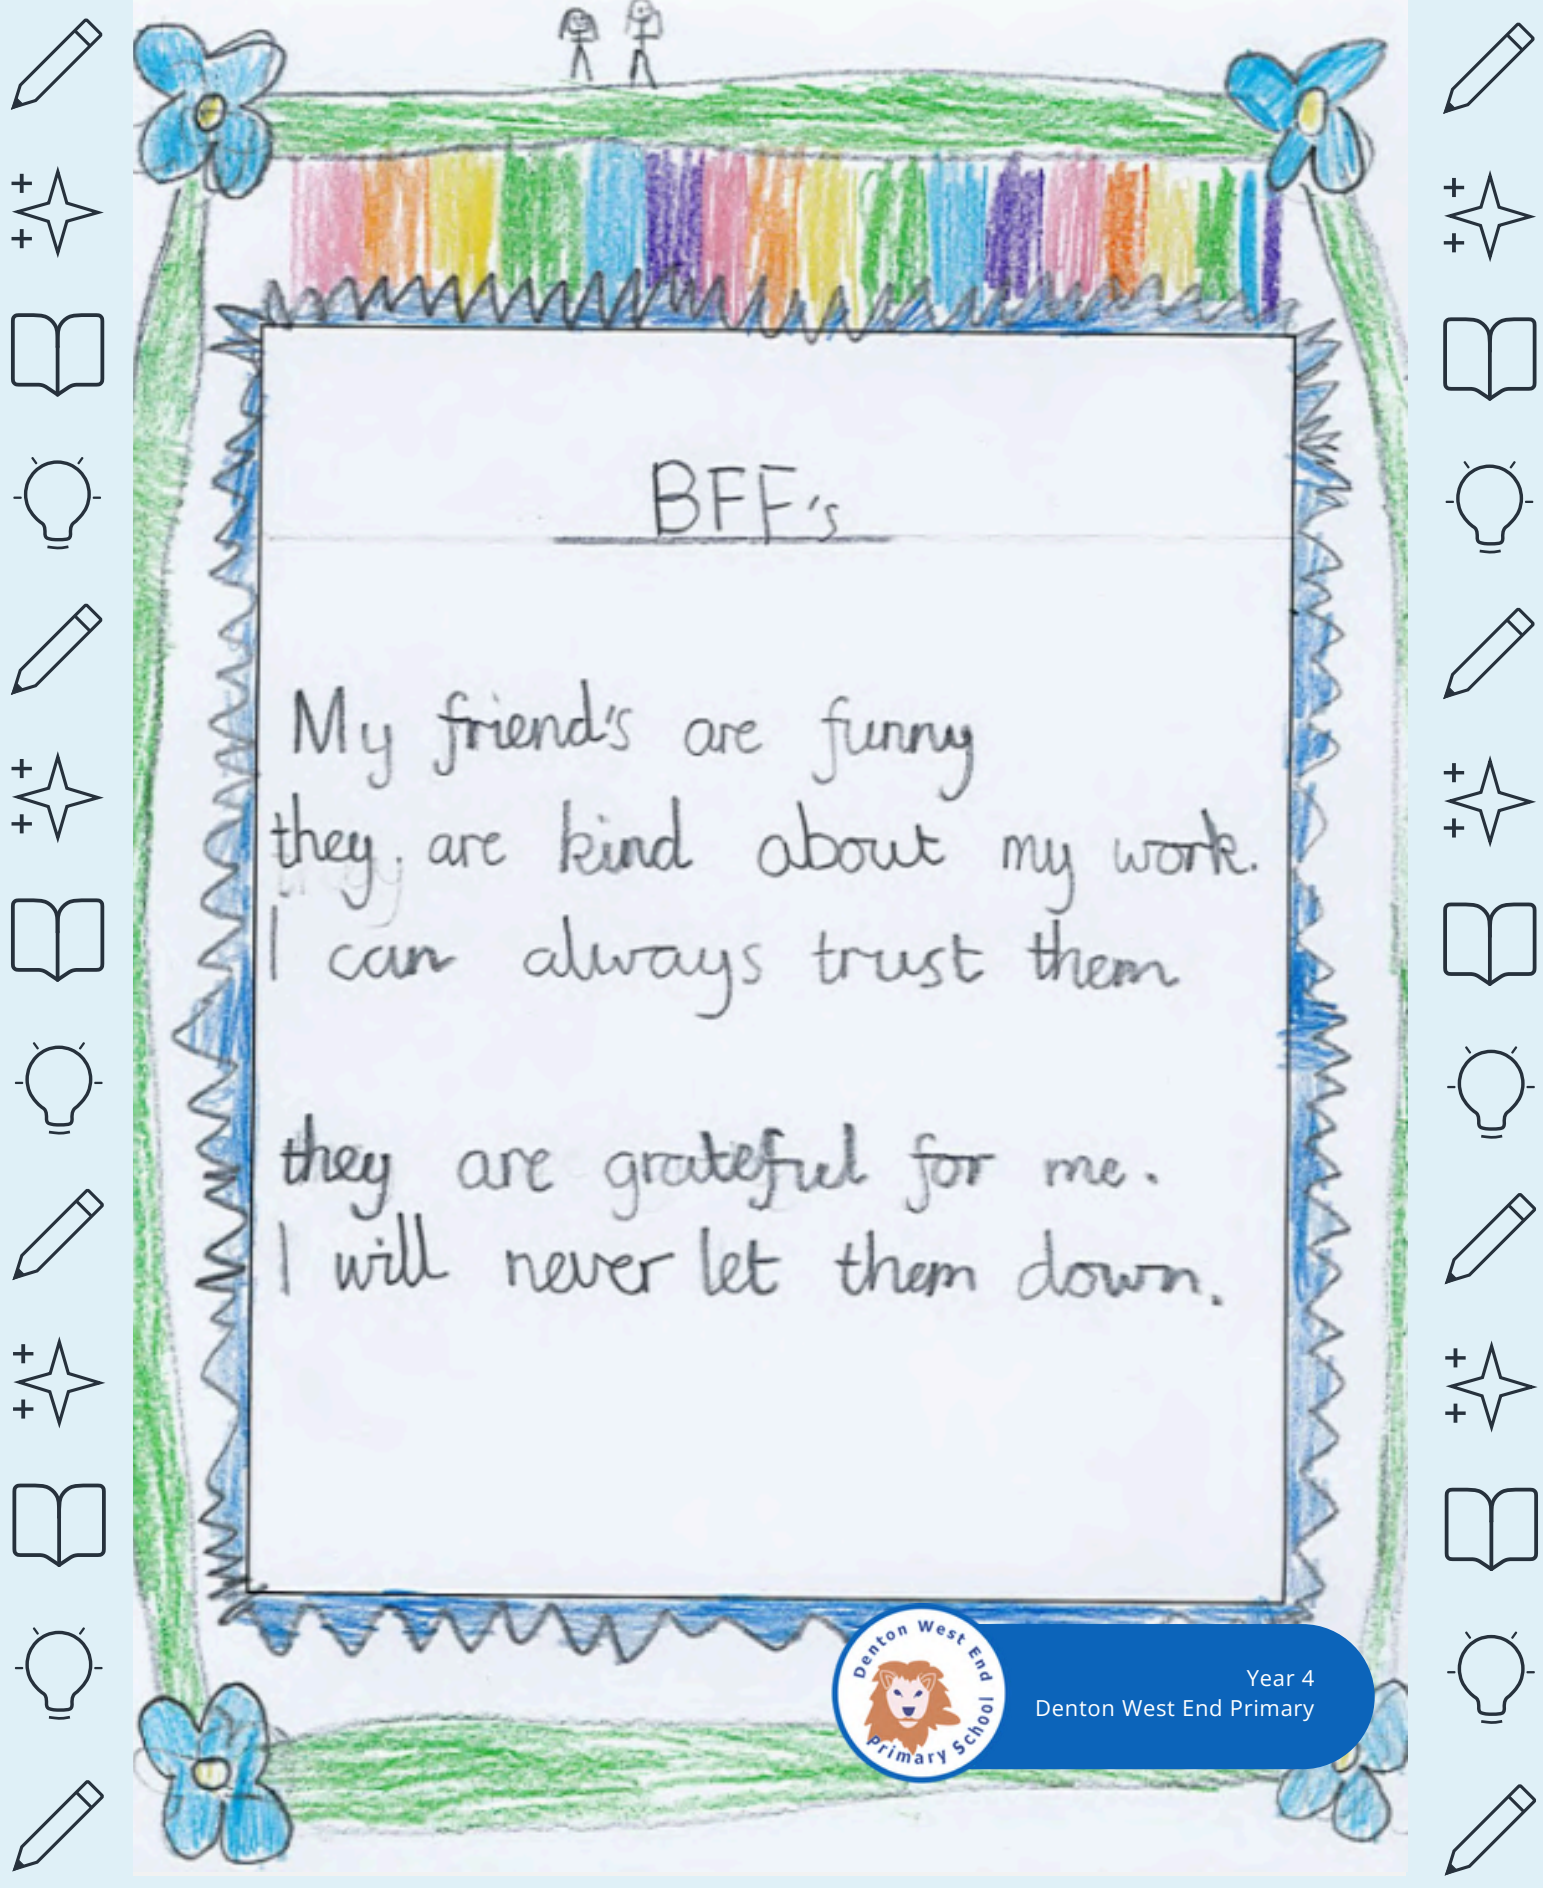 BFF's
My friend's are funny
they are kind about my work.
I can always trust them
they are grateful for me.
I will never let them down.
Denton West End
Primary School
Year 4
Denton West End Primary